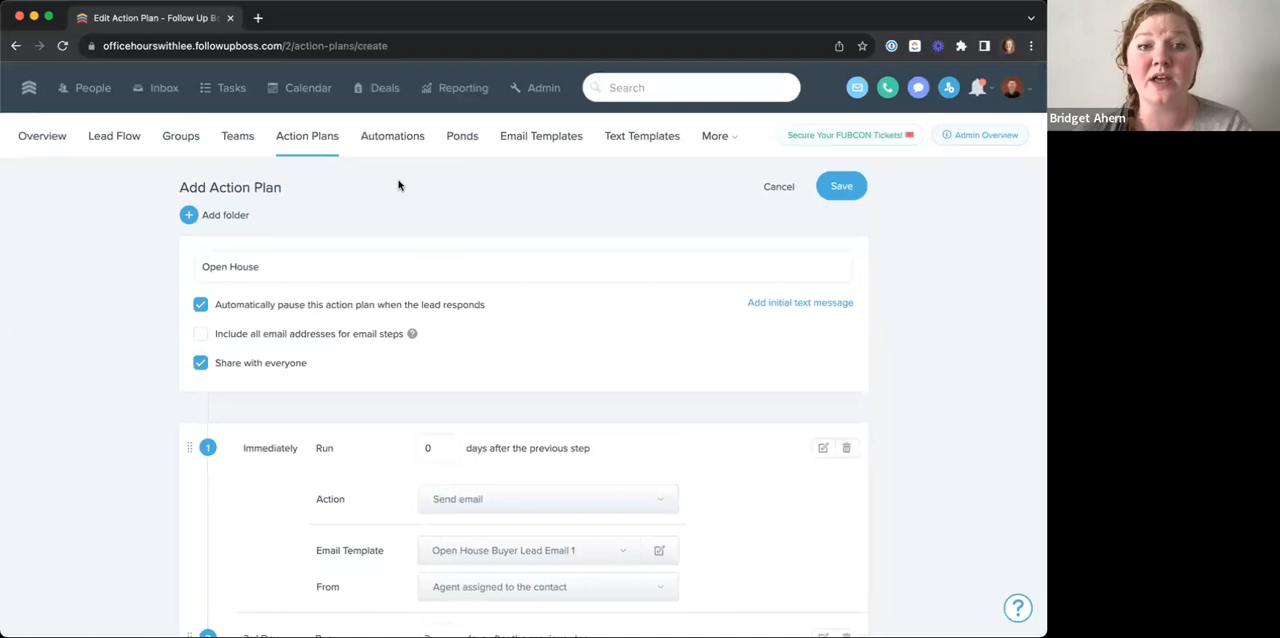 Edit Action Plan - Follow Up Bo
officehourswithlee.followupboss.com/2/action-plans/create
People Inbox Tasks Calendar Deals Reporting Admin Search
Overview Lead Flow Groups Teams Action Plans Automations Ponds Email Templates Text Templates More Secure Your FUBCON Tickets! Admin Overview
Bridget Ahern
Add Action Plan Cancel Save
+ Add folder
Open House
Automatically pause this action plan when the lead responds Add initial text message
Include all email addresses for email steps ?
Share with everyone
1 Immediately Run 0 days after the previous step
Action Send email
Email Template Open House Buyer Lead Email 1
From Agent assigned to the contact
?